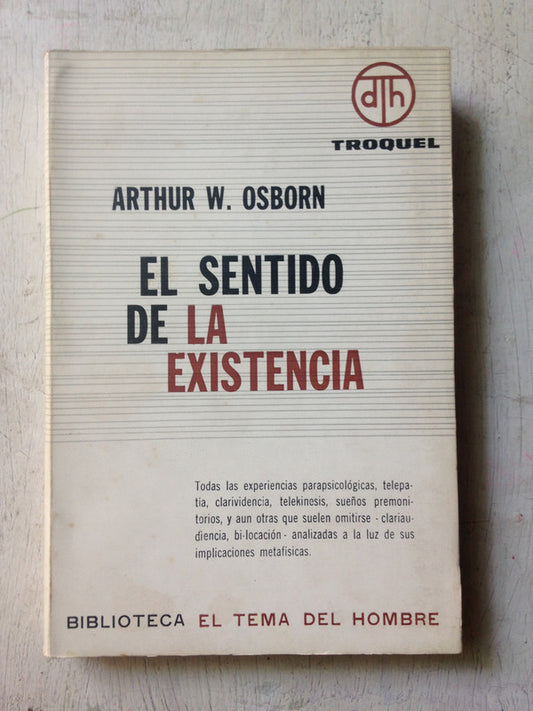 dTh
TROQUEL
ARTHUR W. OSBORN
EL SENTIDO
DE LA
EXISTENCIA
Todas las experiencias parapsicológicas, telepa-
tia, clarividencia, telekinesis, sueños premoni-
torios, y aun otras que suelen omitirse - clariau-
diencia, bi-locación - analizadas a la luz de sus
implicaciones metafisicas.
BIBLIOTECA EL TEMA DEL HOMBRE